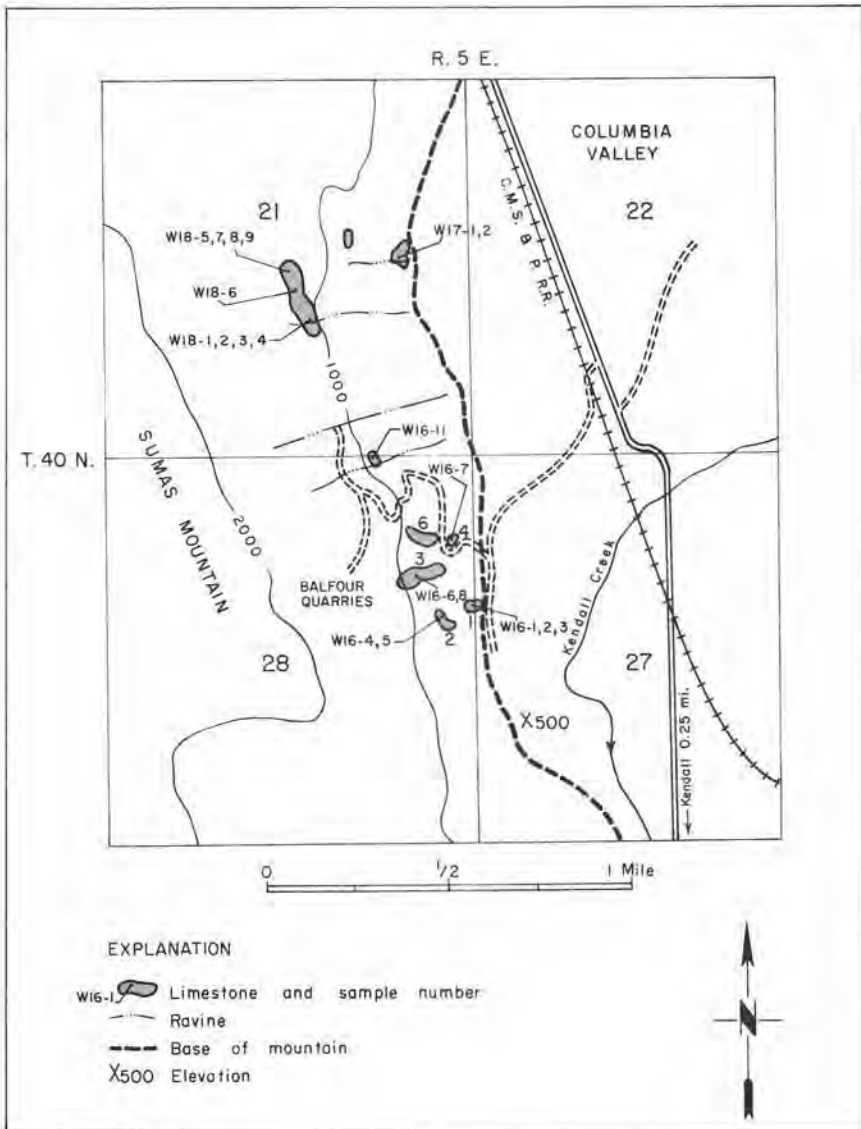 R. 5 E.
COLUMBIA
VALLEY
21
22
W18-5,7,8,9
W17-1,2
C.M.S. B P. R.R.
W18-6
W18-1,2,3,4
1000
W16-11
T. 40 N.
W16-7
SUMAS MOUNTAIN
2000
6
4
3
BALFOUR
QUARRIES
W16-6,8
W16-1,2,3
W16-4,5
2
Kendall Creek
28
27
X500
Kendall 0.25 mi.
0 1/2 1 Mile
EXPLANATION
W16-1 Limestone and sample number
Ravine
Base of mountain
X500 Elevation
N